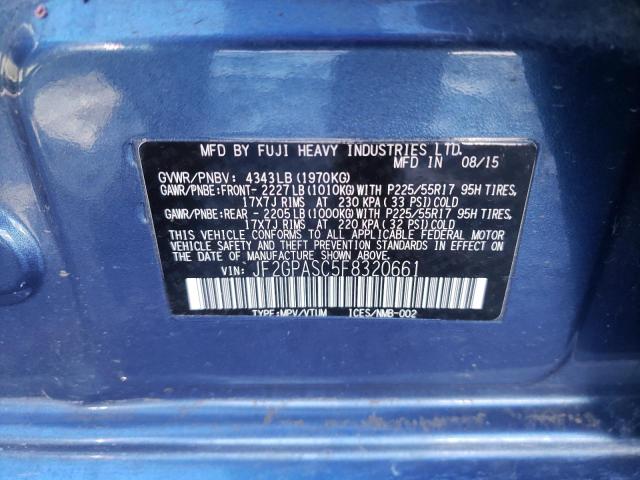 MFD BY FUJI HEAVY INDUSTRIES LTD.
MFD IN 08/15
GVWR/PNBV: 4343LB(1970KG)
GAWR/PNBE:FRONT- 2227LB(1010KG)WITH P225/55R17 95H TIRES,
17X7J RIMS AT 230 KPA (33 PSI)COLD
GAWR/PNBE:REAR - 2205LB(1000KG)WITH P225/55R17 95H TIRES,
17X7J RIMS AT 220 KPA (32 PSI)COLD
THIS VEHICLE CONFORMS TO ALL APPLICABLE FEDERAL MOTOR
VEHICLE SAFETY AND THEFT PREVENTION STANDARDS IN EFFECT
ON THE DATE OF MANUFACTURE SHOWN ABOVE.
VIN: JF2GPASC5F8320661
TYPE:MPV/VTUM ICES/NMB-002